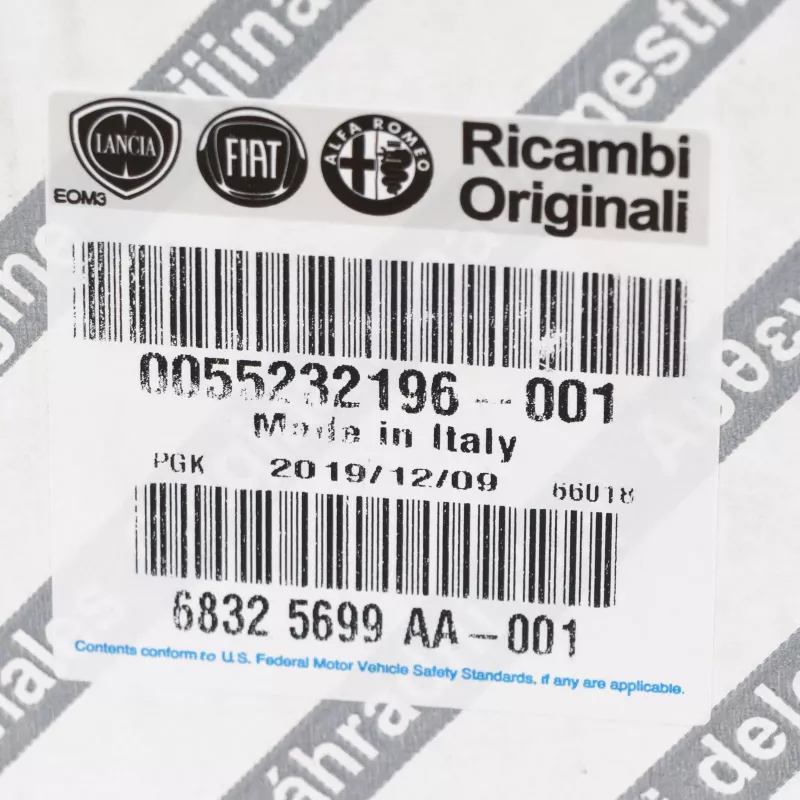 LANCIA
FIAT
ALFA ROMEO
Ricambi
Originali
EOM3
0055232196-001
Made in Italy
PGK 2019/12/09 66018
6832 5699 AA-001
Contents conform to U.S. Federal Motor Vehicle Safety Standards, if any are applicable.